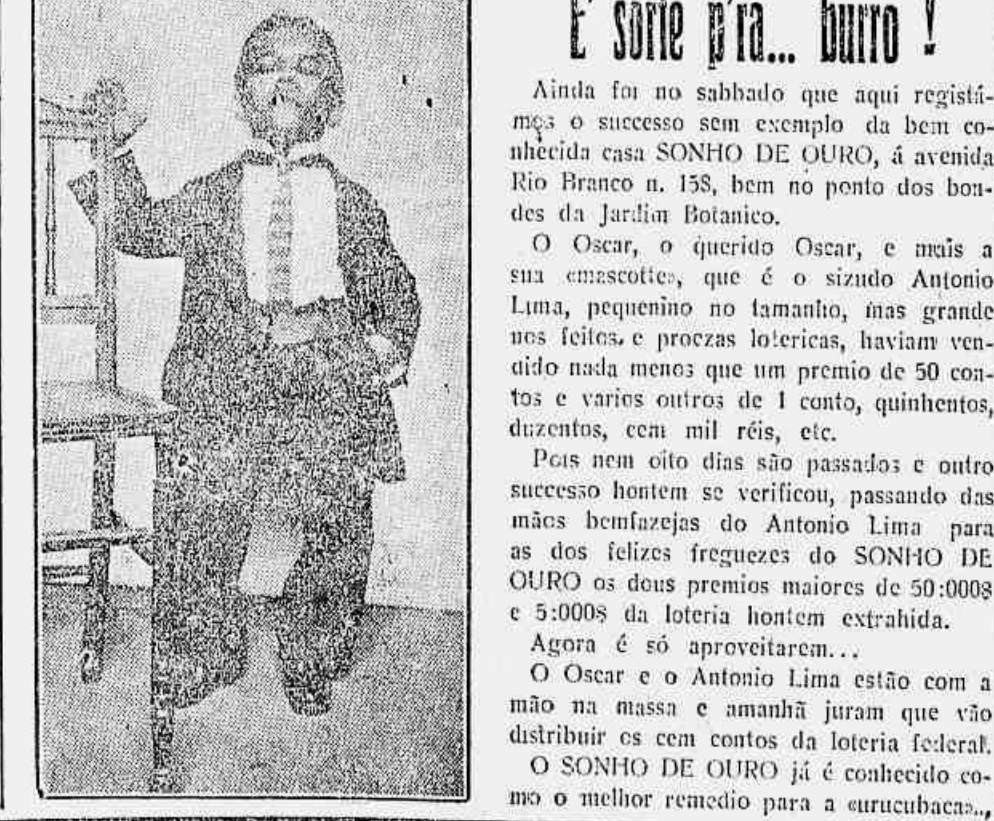 E' sorte p'ra... burro !
Ainda foi no sabbado que aqui registá-
mos o successo sem exemplo da bem co-
nhecida casa SONHO DE OURO, á avenida
Rio Branco n. 158, bem no ponto dos bon-
des da Jardim Botanico.
O Oscar, o querido Oscar, e mais a
sua «mascotte», que é o sizudo Antonio
Lima, pequenino no tamanho, mas grande
nos feitos, e proezas lotericas, haviam ven-
dido nada menos que um premio de 50 con-
tos e varios outros de 1 conto, quinhentos,
duzentos, cem mil réis, etc.
Pois nem oito dias são passados e outro
successo hontem se verificou, passando das
mãos bemfazejas do Antonio Lima para
as dos felizes freguezes do SONHO DE
OURO os dous premios maiores de 50:000$
e 5:000$ da loteria hontem extrahida.
Agora é só aproveitarem...
O Oscar e o Antonio Lima estão com a
mão na massa e amanhã juram que vão
distribuir os cem contos da loteria federal.
O SONHO DE OURO já é conhecido co-
mo o melhor remedio para a «urucubaca»..,